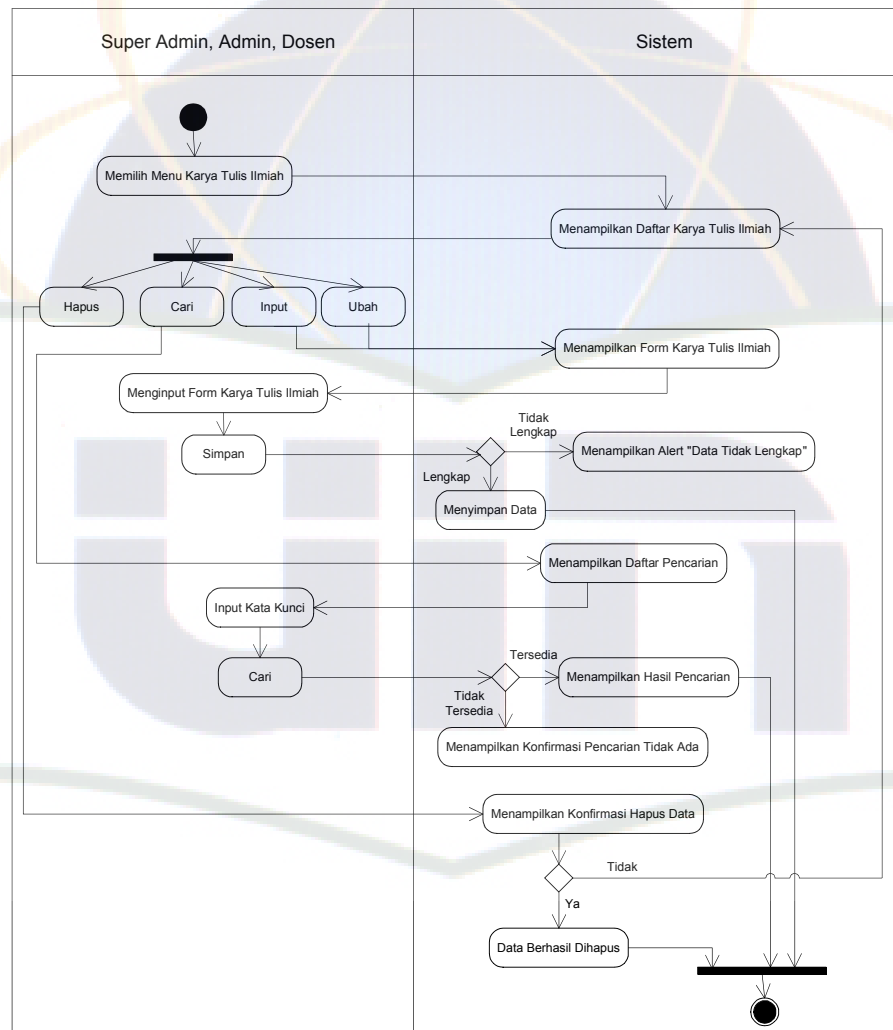 Super Admin, Admin, Dosen
Sistem
Memilih Menu Karya Tulis Ilmiah
Menampilkan Daftar Karya Tulis Ilmiah
Hapus
Cari
Input
Ubah
Menampilkan Form Karya Tulis Ilmiah
Menginput Form Karya Tulis Ilmiah
Simpan
Tidak
Lengkap
Menampilkan Alert "Data Tidak Lengkap"
Lengkap
Menyimpan Data
Menampilkan Daftar Pencarian
Input Kata Kunci
Cari
Tersedia
Menampilkan Hasil Pencarian
Tidak
Tersedia
Menampilkan Konfirmasi Pencarian Tidak Ada
Menampilkan Konfirmasi Hapus Data
Tidak
Ya
Data Berhasil Dihapus
uin